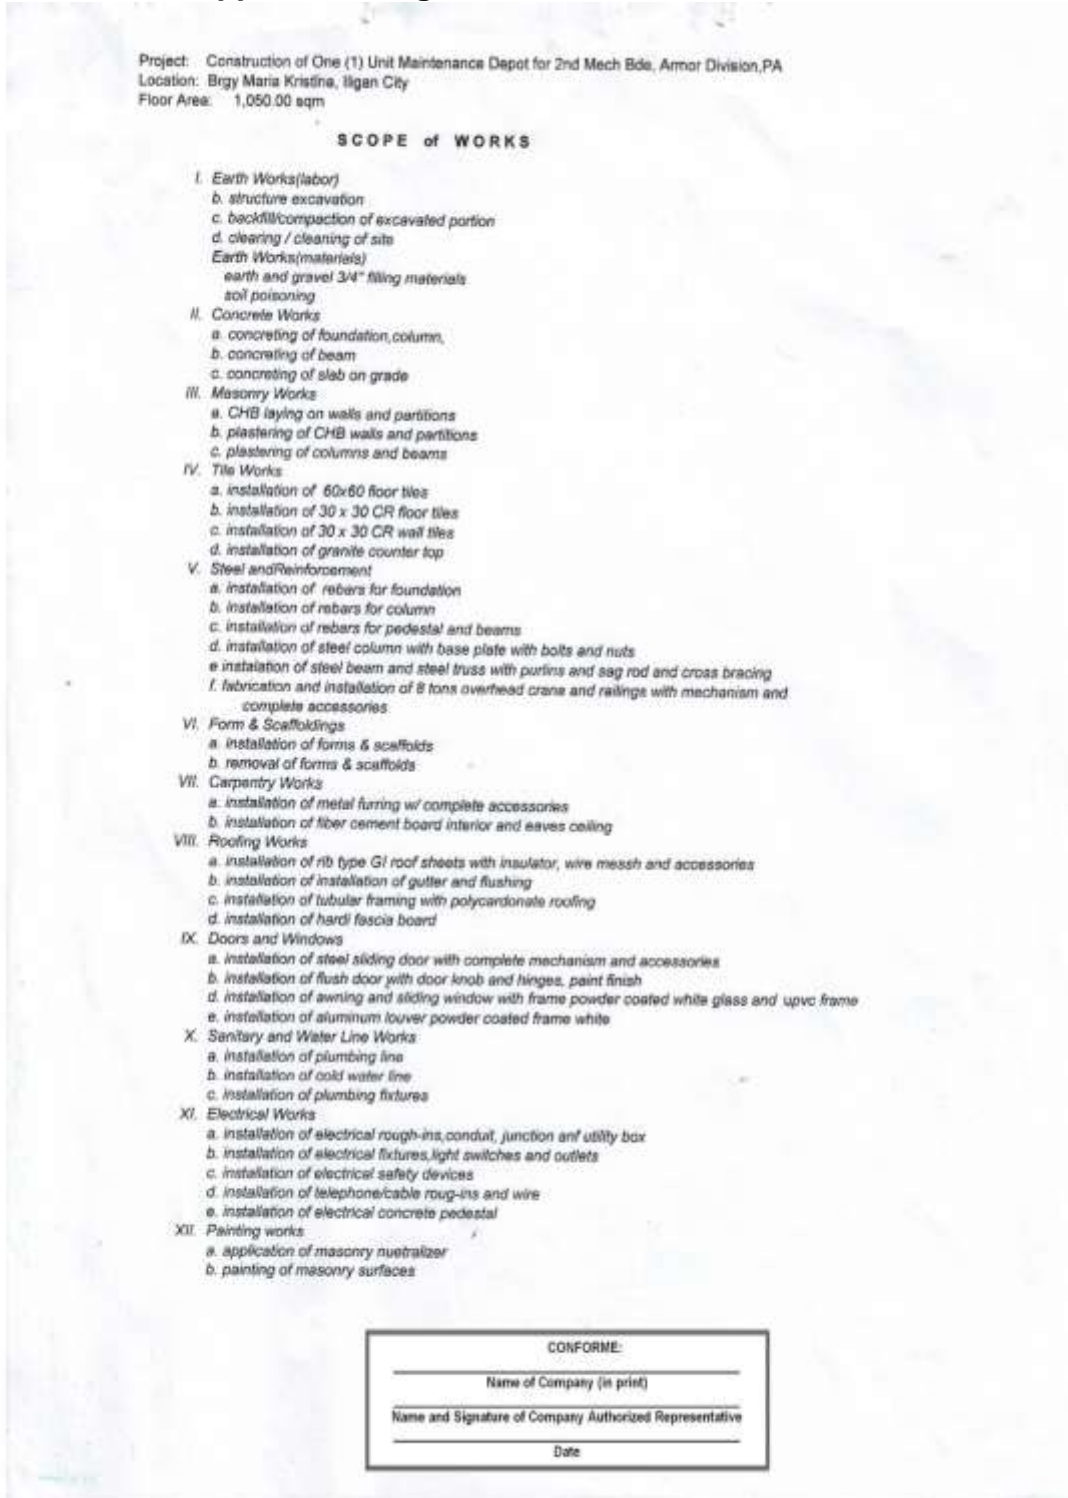 Project: Construction of One (1) Unit Maintenance Depot for 2nd Mech Bde, Armor Division,PA
Location: Brgy Maria Kristina, Iligan City
Floor Area: 1,050.00 sqm
SCOPE of WORKS
I. Earth Works(labor)
b. structure excavation
c. backfill/compaction of excavated portion
d. clearing / cleaning of site
Earth Works(materials)
earth and gravel 3/4" filling materials
soil poisoning
II. Concrete Works
a. concreting of foundation,column,
b. concreting of beam
c. concreting of slab on grade
III. Masonry Works
a. CHB laying on walls and partitions
b. plastering of CHB walls and partitions
c. plastering of columns and beams
IV. Tile Works
a. installation of 60x60 floor tiles
b. installation of 30 x 30 CR floor tiles
c. installation of 30 x 30 CR wall tiles
d. installation of granite counter top
V. Steel andReinforcement
a. installation of rebars for foundation
b. installation of rebars for column
c. installation of rebars for pedestal and beams
d. installation of steel column with base plate with bolts and nuts
e instalation of steel beam and steel truss with purlins and sag rod and cross bracing
f. fabrication and installation of 8 tons overhead crane and railings with mechanism and
complete accessories
VI. Form & Scaffoldings
a. installation of forms & scaffolds
b. removal of forms & scaffolds
VII. Carpentry Works
a. installation of metal furring w/ complete accessories
b. installation of fiber cement board interior and eaves ceiling
VIII. Roofing Works
a. installation of rib type GI roof sheets with insulator, wire messh and accessories
b. installation of installation of gutter and flushing
c. installation of tubular framing with polycardonate roofing
d. installation of hardi fascia board
IX. Doors and Windows
a. installation of steel sliding door with complete mechanism and accessories
b. installation of flush door with door knob and hinges, paint finish
d. installation of awning and sliding window with frame powder coated white glass and upvc frame
e. installation of aluminum louver powder coated frame white
X. Sanitary and Water Line Works
a. installation of plumbing line
b. installation of cold water line
c. installation of plumbing fixtures
XI. Electrical Works
a. installation of electrical rough-ins,conduit, junction anf utility box
b. installation of electrical fixtures,light switches and outlets
c. installation of electrical safety devices
d. installation of telephone/cable roug-ins and wire
e. installation of electrical concrete pedestal
XII. Painting works
a. application of masonry nuetralizer
b. painting of masonry surfaces
CONFORME:
Name of Company (in print)
Name and Signature of Company Authorized Representative
Date